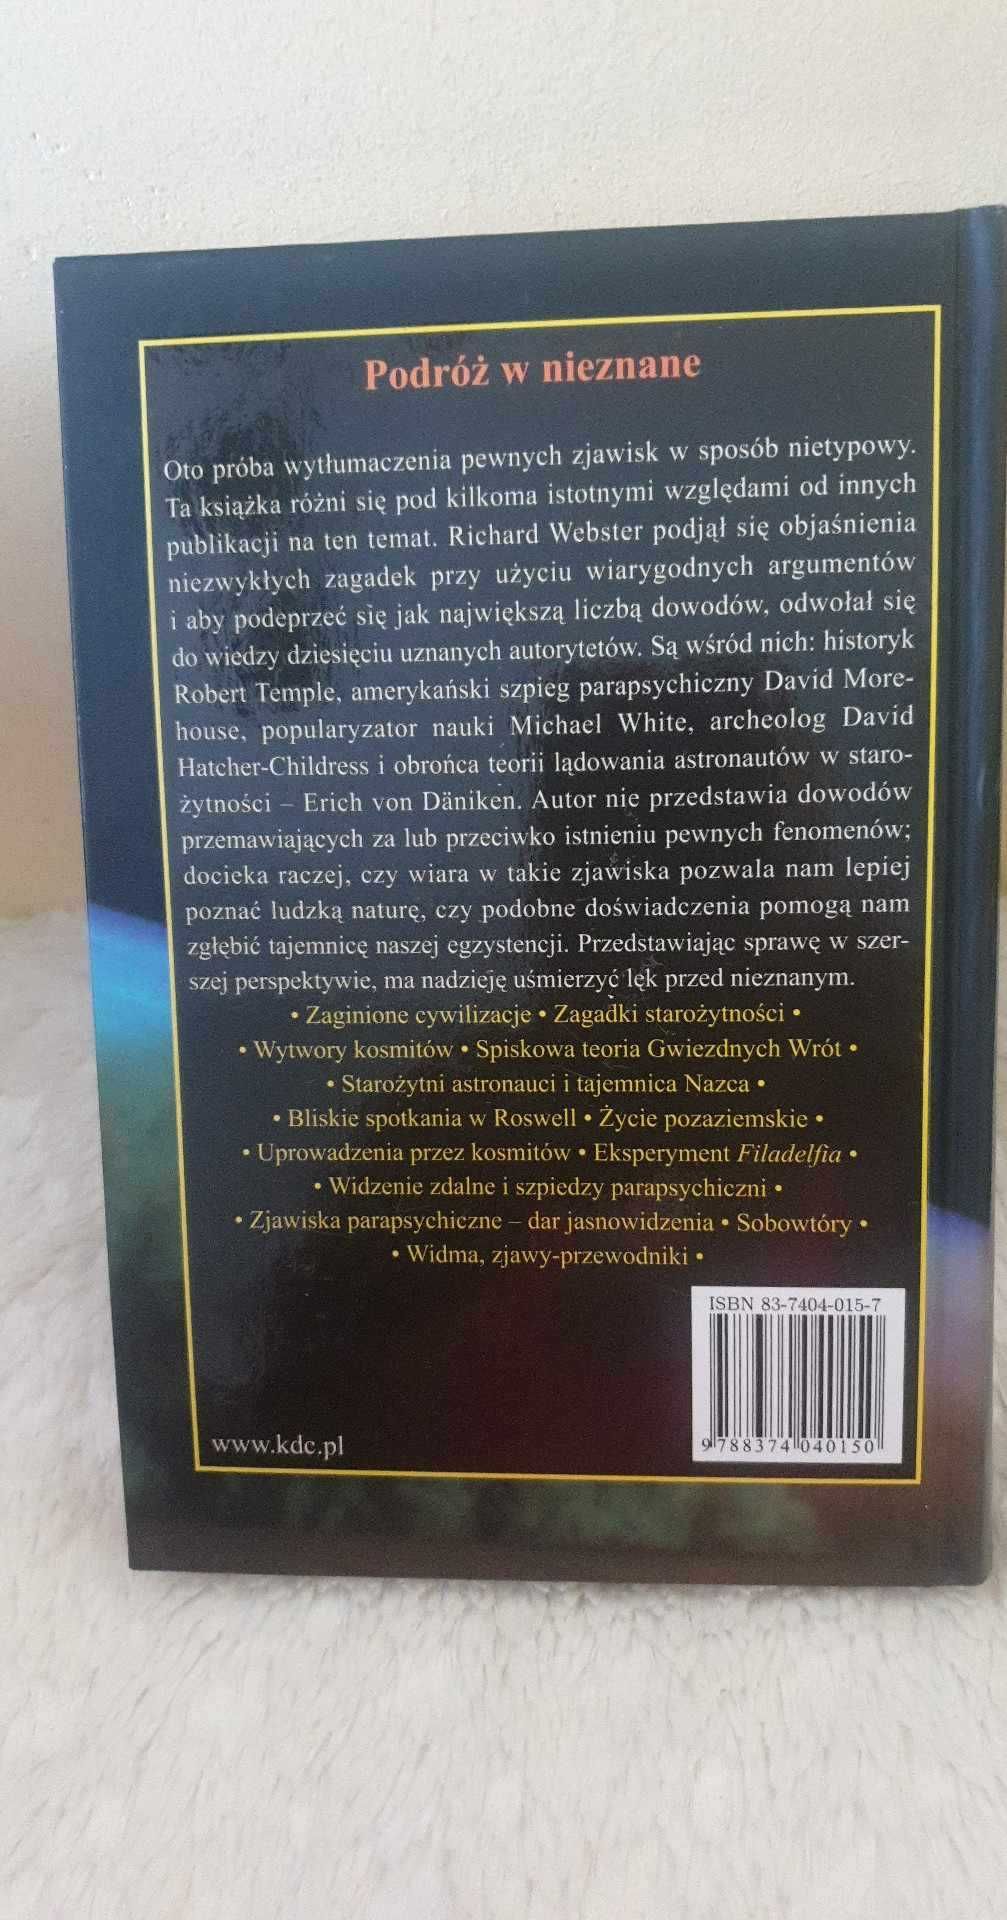 Podróż w nieznane
Oto próba wytłumaczenia pewnych zjawisk w sposób nietypowy.
Ta książka różni się pod kilkoma istotnymi względami od innych
publikacji na ten temat. Richard Webster podjął się objaśnienia
niezwykłych zagadek przy użyciu wiarygodnych argumentów
i aby podeprzeć się jak największą liczbą dowodów, odwołał się
do wiedzy dziesięciu uznanych autorytetów. Są wśród nich: historyk
Robert Temple, amerykański szpieg parapsychiczny David More-
house, popularyzator nauki Michael White, archeolog David
Hatcher-Childress i obrońca teorii lądowania astronautów w staro-
żytności – Erich von Däniken. Autor nie przedstawia dowodów
przemawiających za lub przeciwko istnieniu pewnych fenomenów;
docieka raczej, czy wiara w takie zjawiska pozwala nam lepiej
poznać ludzką naturę, czy podobne doświadczenia pomogą nam
zgłębić tajemnicę naszej egzystencji. Przedstawiając sprawę w szer-
szej perspektywie, ma nadzieję uśmierzyć lęk przed nieznanym.
• Zaginione cywilizacje • Zagadki starożytności •
• Wytwory kosmitów • Spiskowa teoria Gwiezdnych Wrót •
• Starożytni astronauci i tajemnica Nazca •
• Bliskie spotkania w Roswell • Życie pozaziemskie •
• Uprowadzenia przez kosmitów • Eksperyment Filadelfia •
• Widzenie zdalne i szpiedzy parapsychiczni •
• Zjawiska parapsychiczne – dar jasnowidzenia • Sobowtóry •
• Widma, zjawy-przewodniki •
ISBN 83-7404-015-7
9 788374 040150
www.kdc.pl